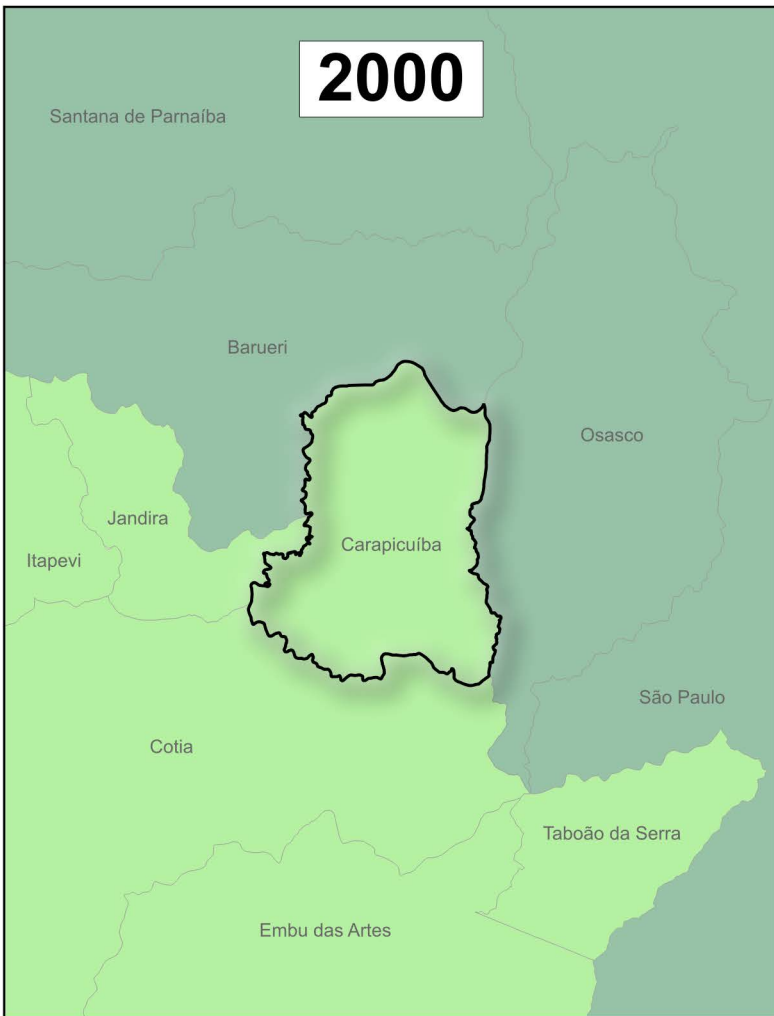 2000
Santana de Parnaíba
Barueri
Osasco
Jandira
Carapicuíba
Itapevi
São Paulo
Cotia
Taboão da Serra
Embu das Artes